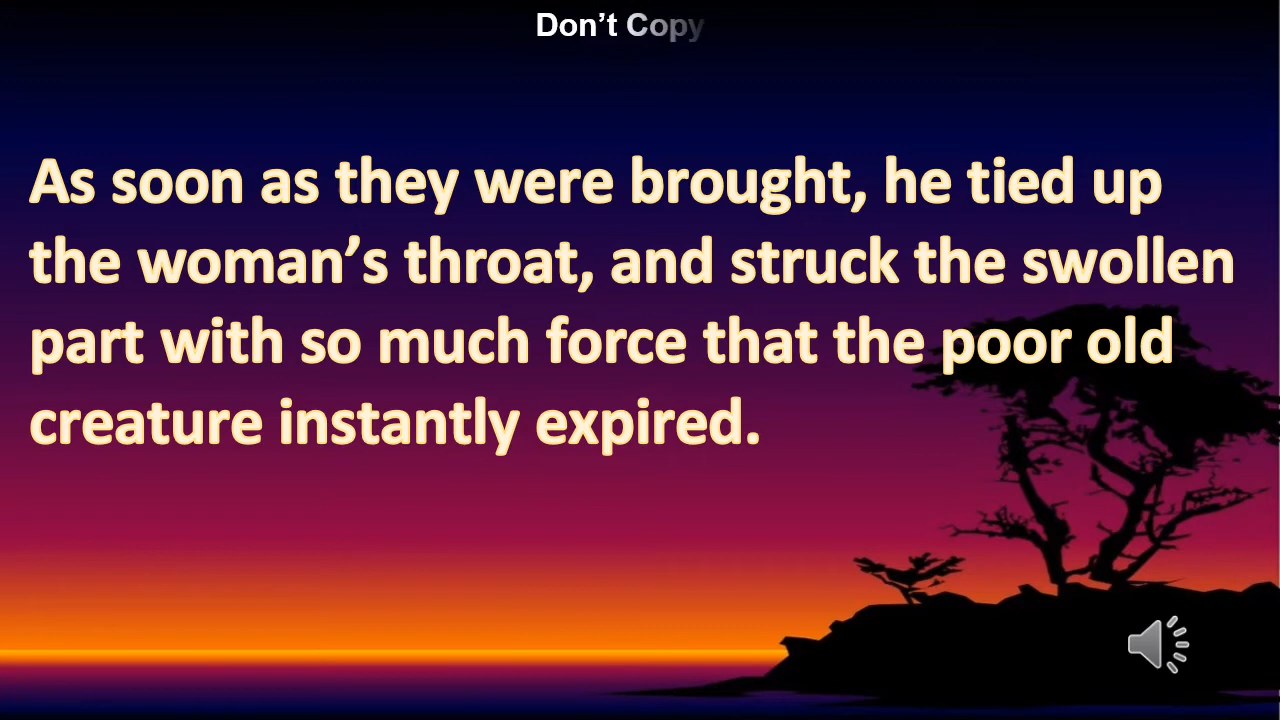 Don’t Copy
As soon as they were brought, he tied up
the woman’s throat, and struck the swollen
part with so much force that the poor old
creature instantly expired.